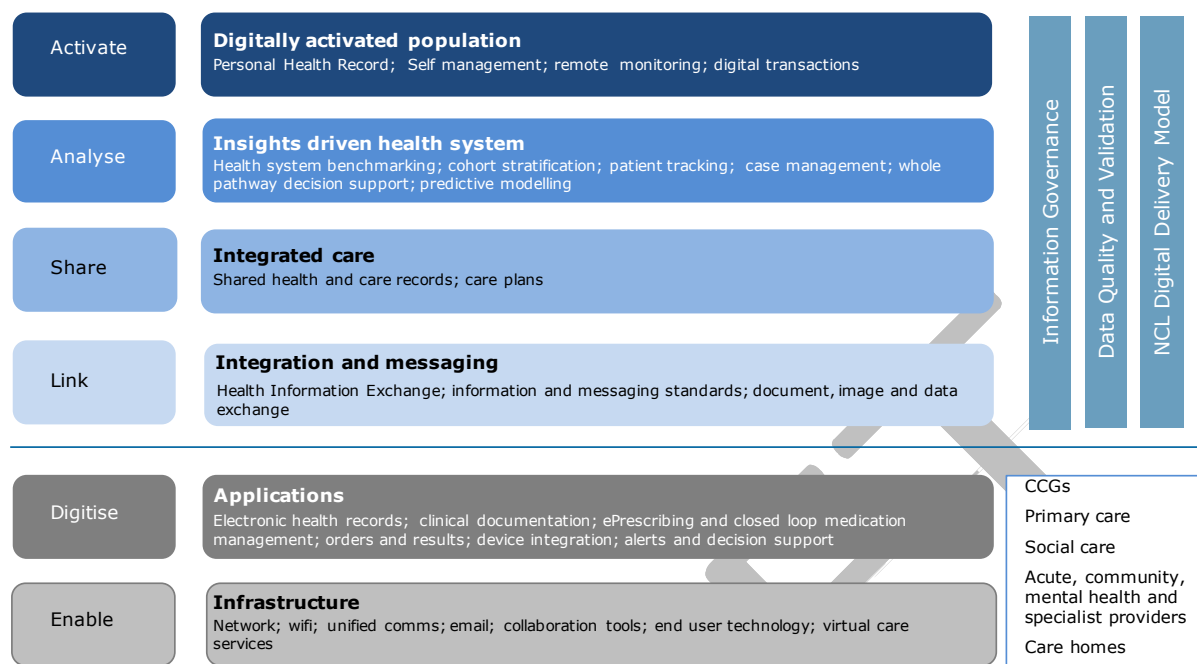 Activate
Digitally activated population
Personal Health Record; Self management; remote monitoring; digital transactions
Analyse
Insights driven health system
Health system benchmarking; cohort stratification; patient tracking; case management; whole
pathway decision support; predictive modelling
Share
Integrated care
Shared health and care records; care plans
Link
Integration and messaging
Health Information Exchange; information and messaging standards; document, image and data
exchange
Information Governance
Data Quality and Validation
NCL Digital Delivery Model
Digitise
Applications
Electronic health records; clinical documentation; ePrescribing and closed loop medication
management; orders and results; device integration; alerts and decision support
Enable
Infrastructure
Network; wifi; unified comms; email; collaboration tools; end user technology; virtual care
services
CCGs
Primary care
Social care
Acute, community,
mental health and
specialist providers
Care homes